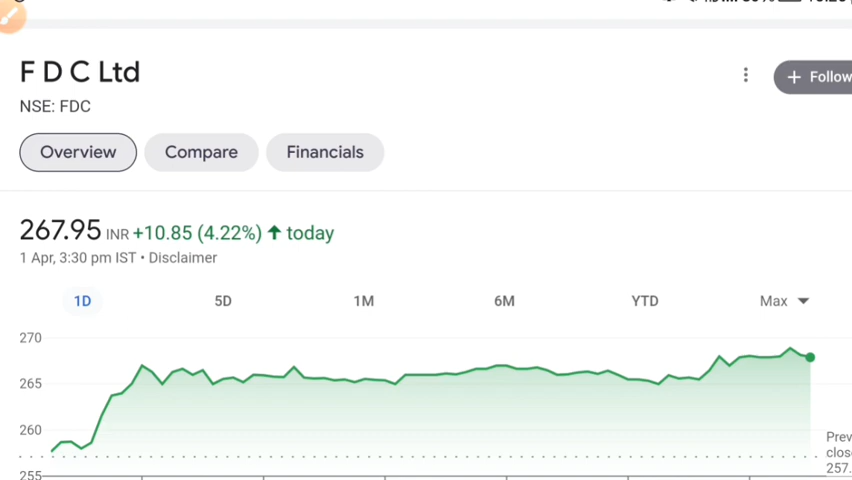 F D C Ltd
+ Follow
NSE: FDC
Overview Compare Financials
267.95 INR +10.85 (4.22%) ↑ today
1 Apr, 3:30 pm IST • Disclaimer
1D 5D 1M 6M YTD Max
270
265
260
255
Prev
clos
257.